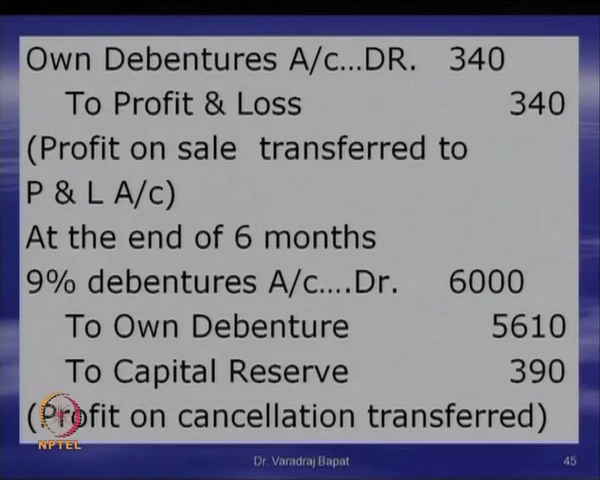 Own Debentures A/c...DR. 340
To Profit & Loss 340
(Profit on sale transferred to
P & L A/c)
At the end of 6 months
9% debentures A/c....Dr. 6000
To Own Debenture 5610
To Capital Reserve 390
(Profit on cancellation transferred)
NPTEL
Dr. Varadraj Bapat 45